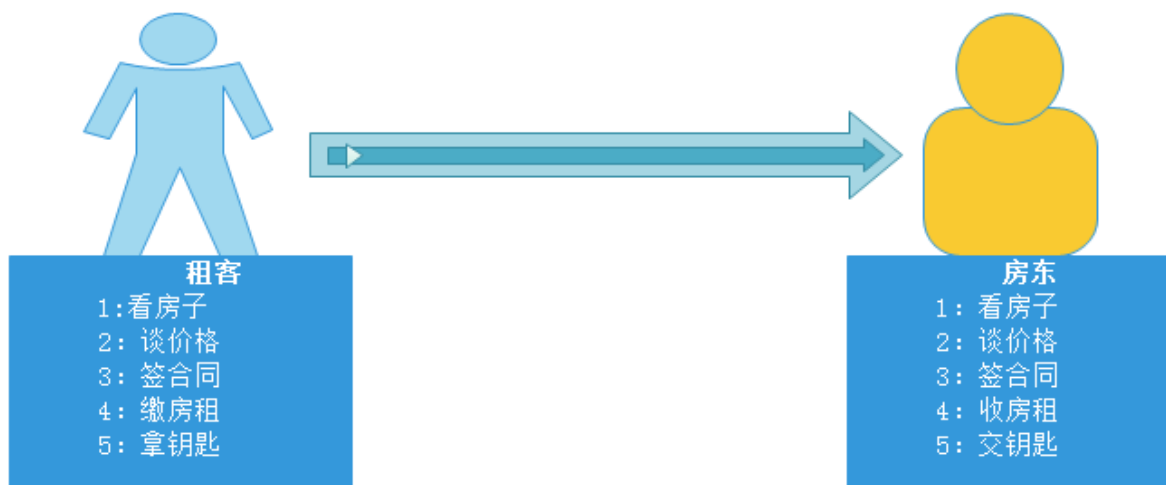 租客
1:看房子
2: 谈价格
3: 签合同
4: 缴房租
5: 拿钥匙
房东
1: 看房子
2: 谈价格
3: 签合同
4: 收房租
5: 交钥匙